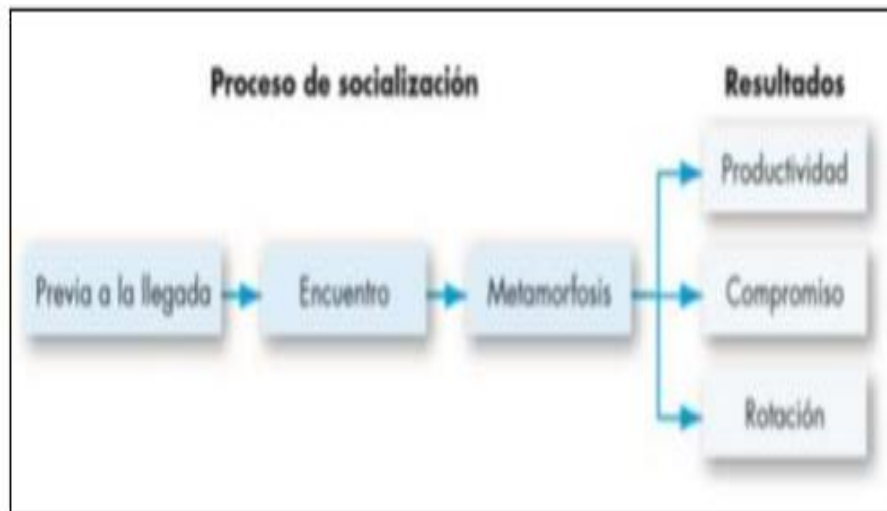 Proceso de socialización
Resultados
Productividad
Previa a la llegada
Encuentro
Metamorfosis
Compromiso
Rotación